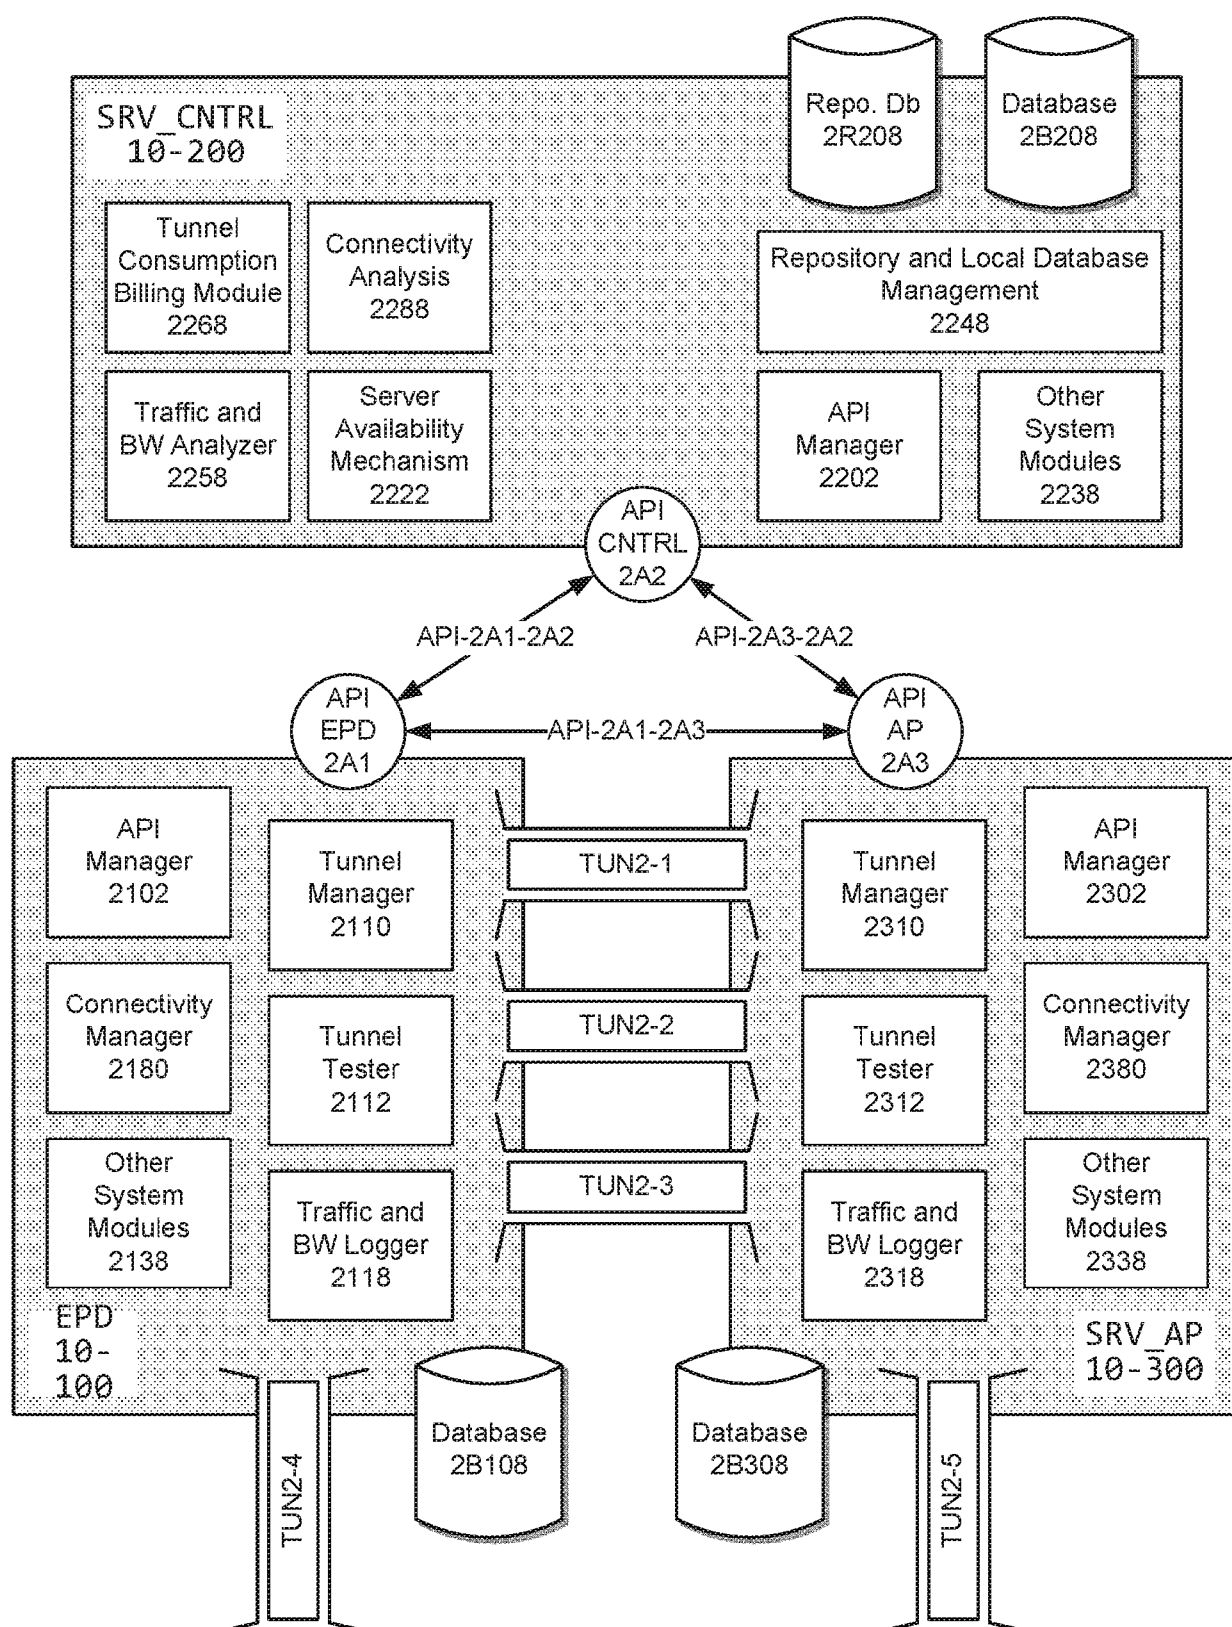 Repo. Db
2R208
Database
2B208
SRV_CNTRL
10-200
Tunnel
Consumption
Billing Module
2268
Connectivity
Analysis
2288
Repository and Local Database
Management
2248
Traffic and
BW Analyzer
2258
Server
Availability
Mechanism
2222
API
Manager
2202
Other
System
Modules
2238
API
CNTRL
2A2
API-2A1-2A2
API-2A3-2A2
API
EPD
2A1
API-2A1-2A3
API
AP
2A3
API
Manager
2102
Tunnel
Manager
2110
TUN2-1
Tunnel
Manager
2310
API
Manager
2302
Connectivity
Manager
2180
Tunnel
Tester
2112
TUN2-2
Tunnel
Tester
2312
Connectivity
Manager
2380
Other
System
Modules
2138
Traffic and
BW Logger
2118
TUN2-3
Traffic and
BW Logger
2318
Other
System
Modules
2338
EPD
10-
100
SRV_AP
10-300
TUN2-4
Database
2B108
Database
2B308
TUN2-5